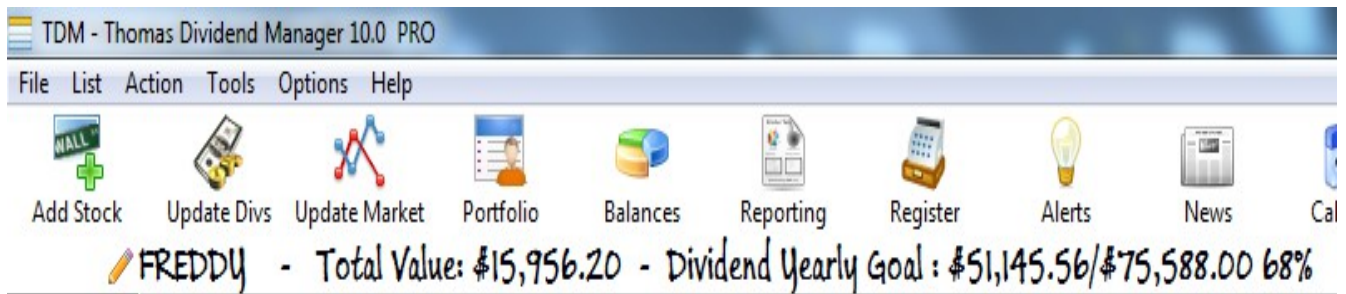 TDM - Thomas Dividend Manager 10.0 PRO
File List Action Tools Options Help
WALL
Add Stock Update Divs Update Market Portfolio Balances Reporting Register Alerts News Cal
FREDDY - Total Value: $15,956.20 - Dividend Yearly Goal : $51,145.56/$75,588.00 68%